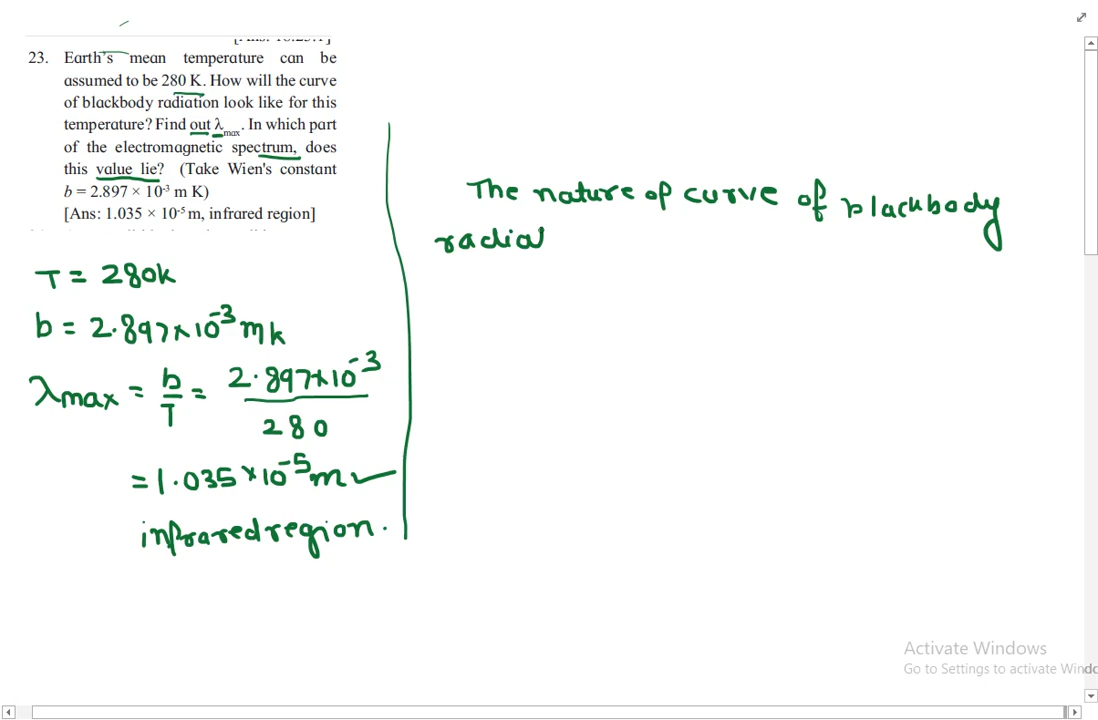 23. Earth's mean temperature can be
assumed to be 280 K. How will the curve
of blackbody radiation look like for this
temperature? Find out λmax. In which part
of the electromagnetic spectrum, does
this value lie? (Take Wien's constant
b = 2.897 × 10⁻³ m K)
[Ans: 1.035 × 10⁻⁵ m, infrared region]
T = 280k
b = 2.897×10⁻³ mk
λmax = b/T = 2.897×10⁻³/280
= 1.035×10⁻⁵ m
infrared region.
The nature of curve of blackbody
radial
Activate Windows
Go to Settings to activate Windo